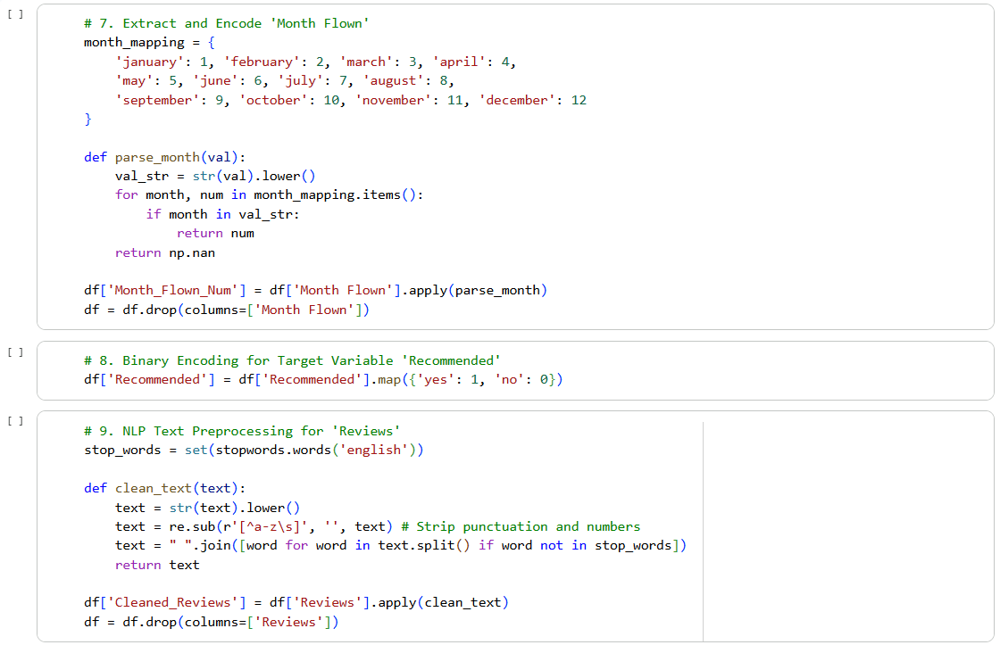 [ ]
# 7. Extract and Encode 'Month Flown'
month_mapping = {
    'january': 1, 'february': 2, 'march': 3, 'april': 4,
    'may': 5, 'june': 6, 'july': 7, 'august': 8,
    'september': 9, 'october': 10, 'november': 11, 'december': 12
}

def parse_month(val):
    val_str = str(val).lower()
    for month, num in month_mapping.items():
        if month in val_str:
            return num
    return np.nan

df['Month_Flown_Num'] = df['Month Flown'].apply(parse_month)
df = df.drop(columns=['Month Flown'])
[ ]
# 8. Binary Encoding for Target Variable 'Recommended'
df['Recommended'] = df['Recommended'].map({'yes': 1, 'no': 0})
[ ]
# 9. NLP Text Preprocessing for 'Reviews'
stop_words = set(stopwords.words('english'))

def clean_text(text):
    text = str(text).lower()
    text = re.sub(r'[^a-z\s]', '', text) # Strip punctuation and numbers
    text = " ".join([word for word in text.split() if word not in stop_words])
    return text

df['Cleaned_Reviews'] = df['Reviews'].apply(clean_text)
df = df.drop(columns=['Reviews'])